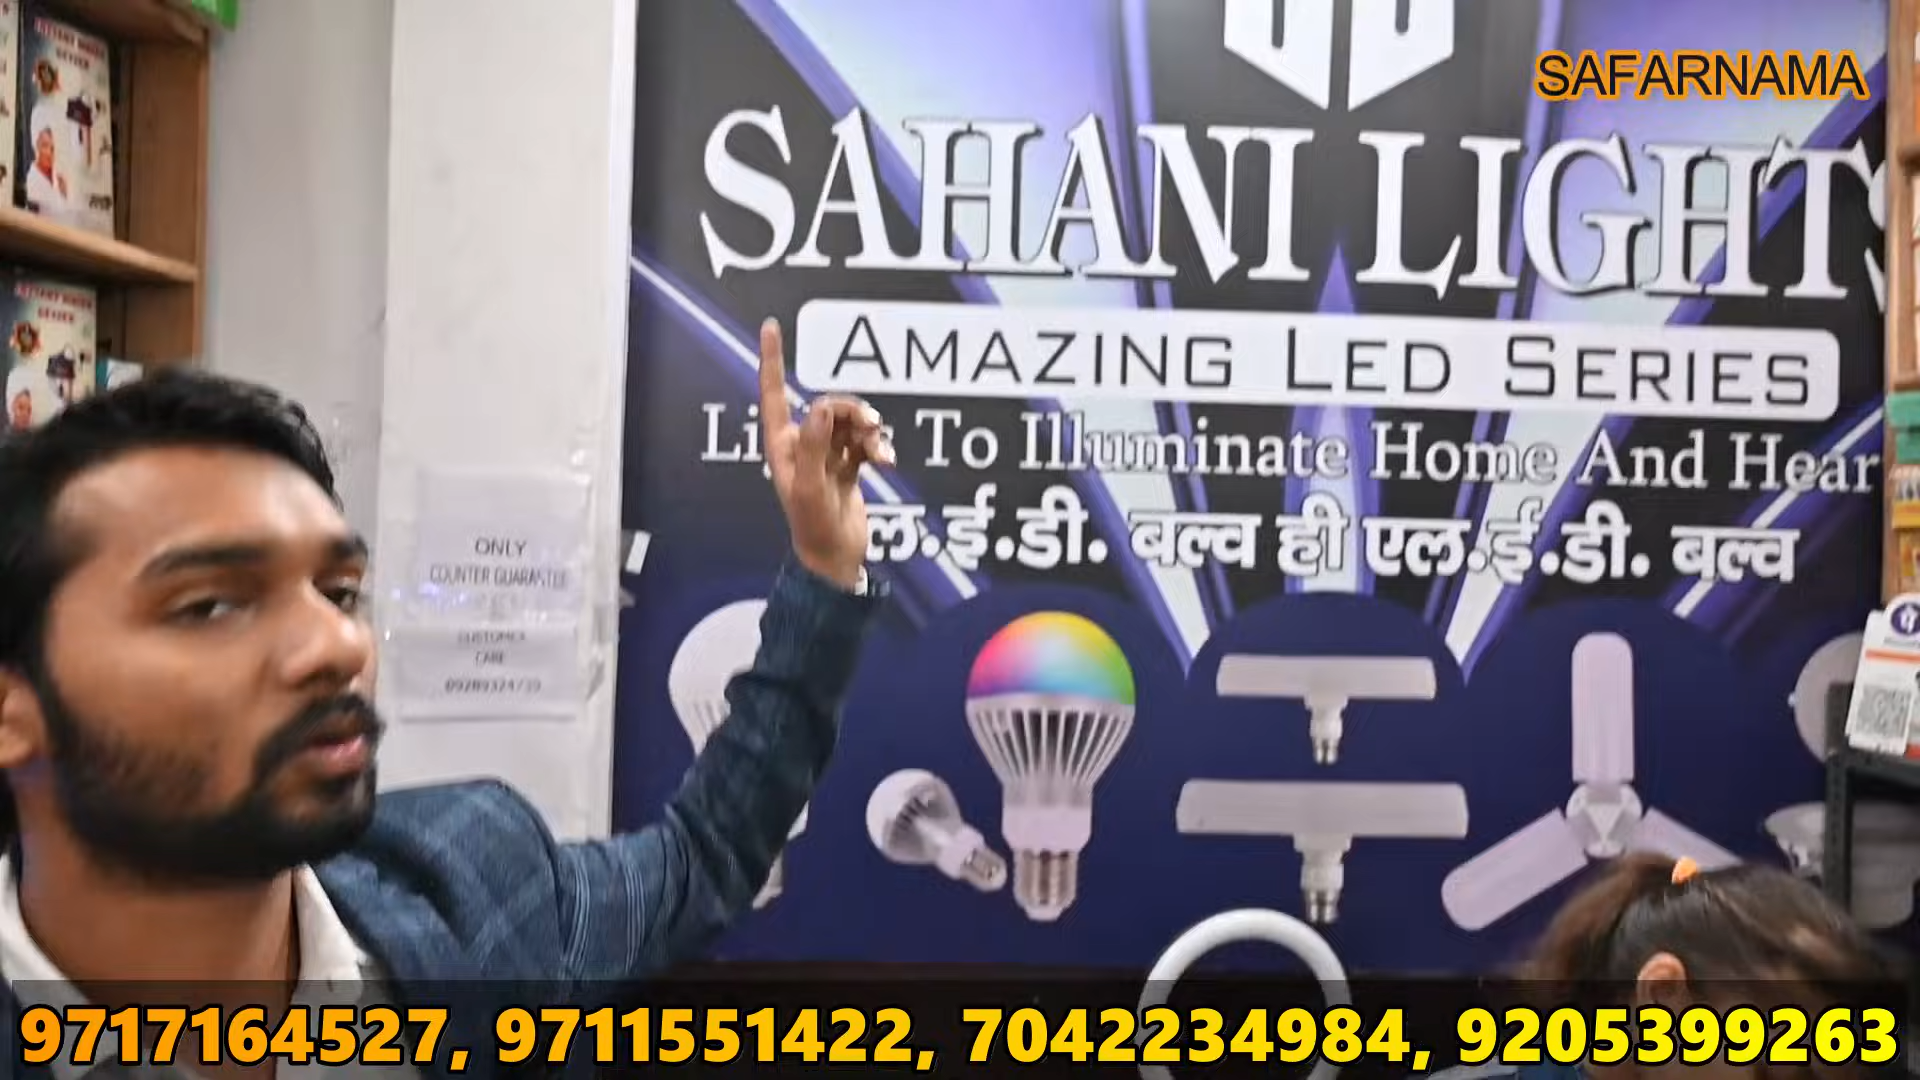 SAFARNAMA
SAHANI LIGHTS
AMAZING LED SERIES
To Illuminate Home And Hear
ल.ई.डी. बल्व ही एल.ई.डी. बल्व
ONLY
COUNTER GUARANTEE
CUSTOMER
CARE
9717164527, 9711551422, 7042234984, 9205399263